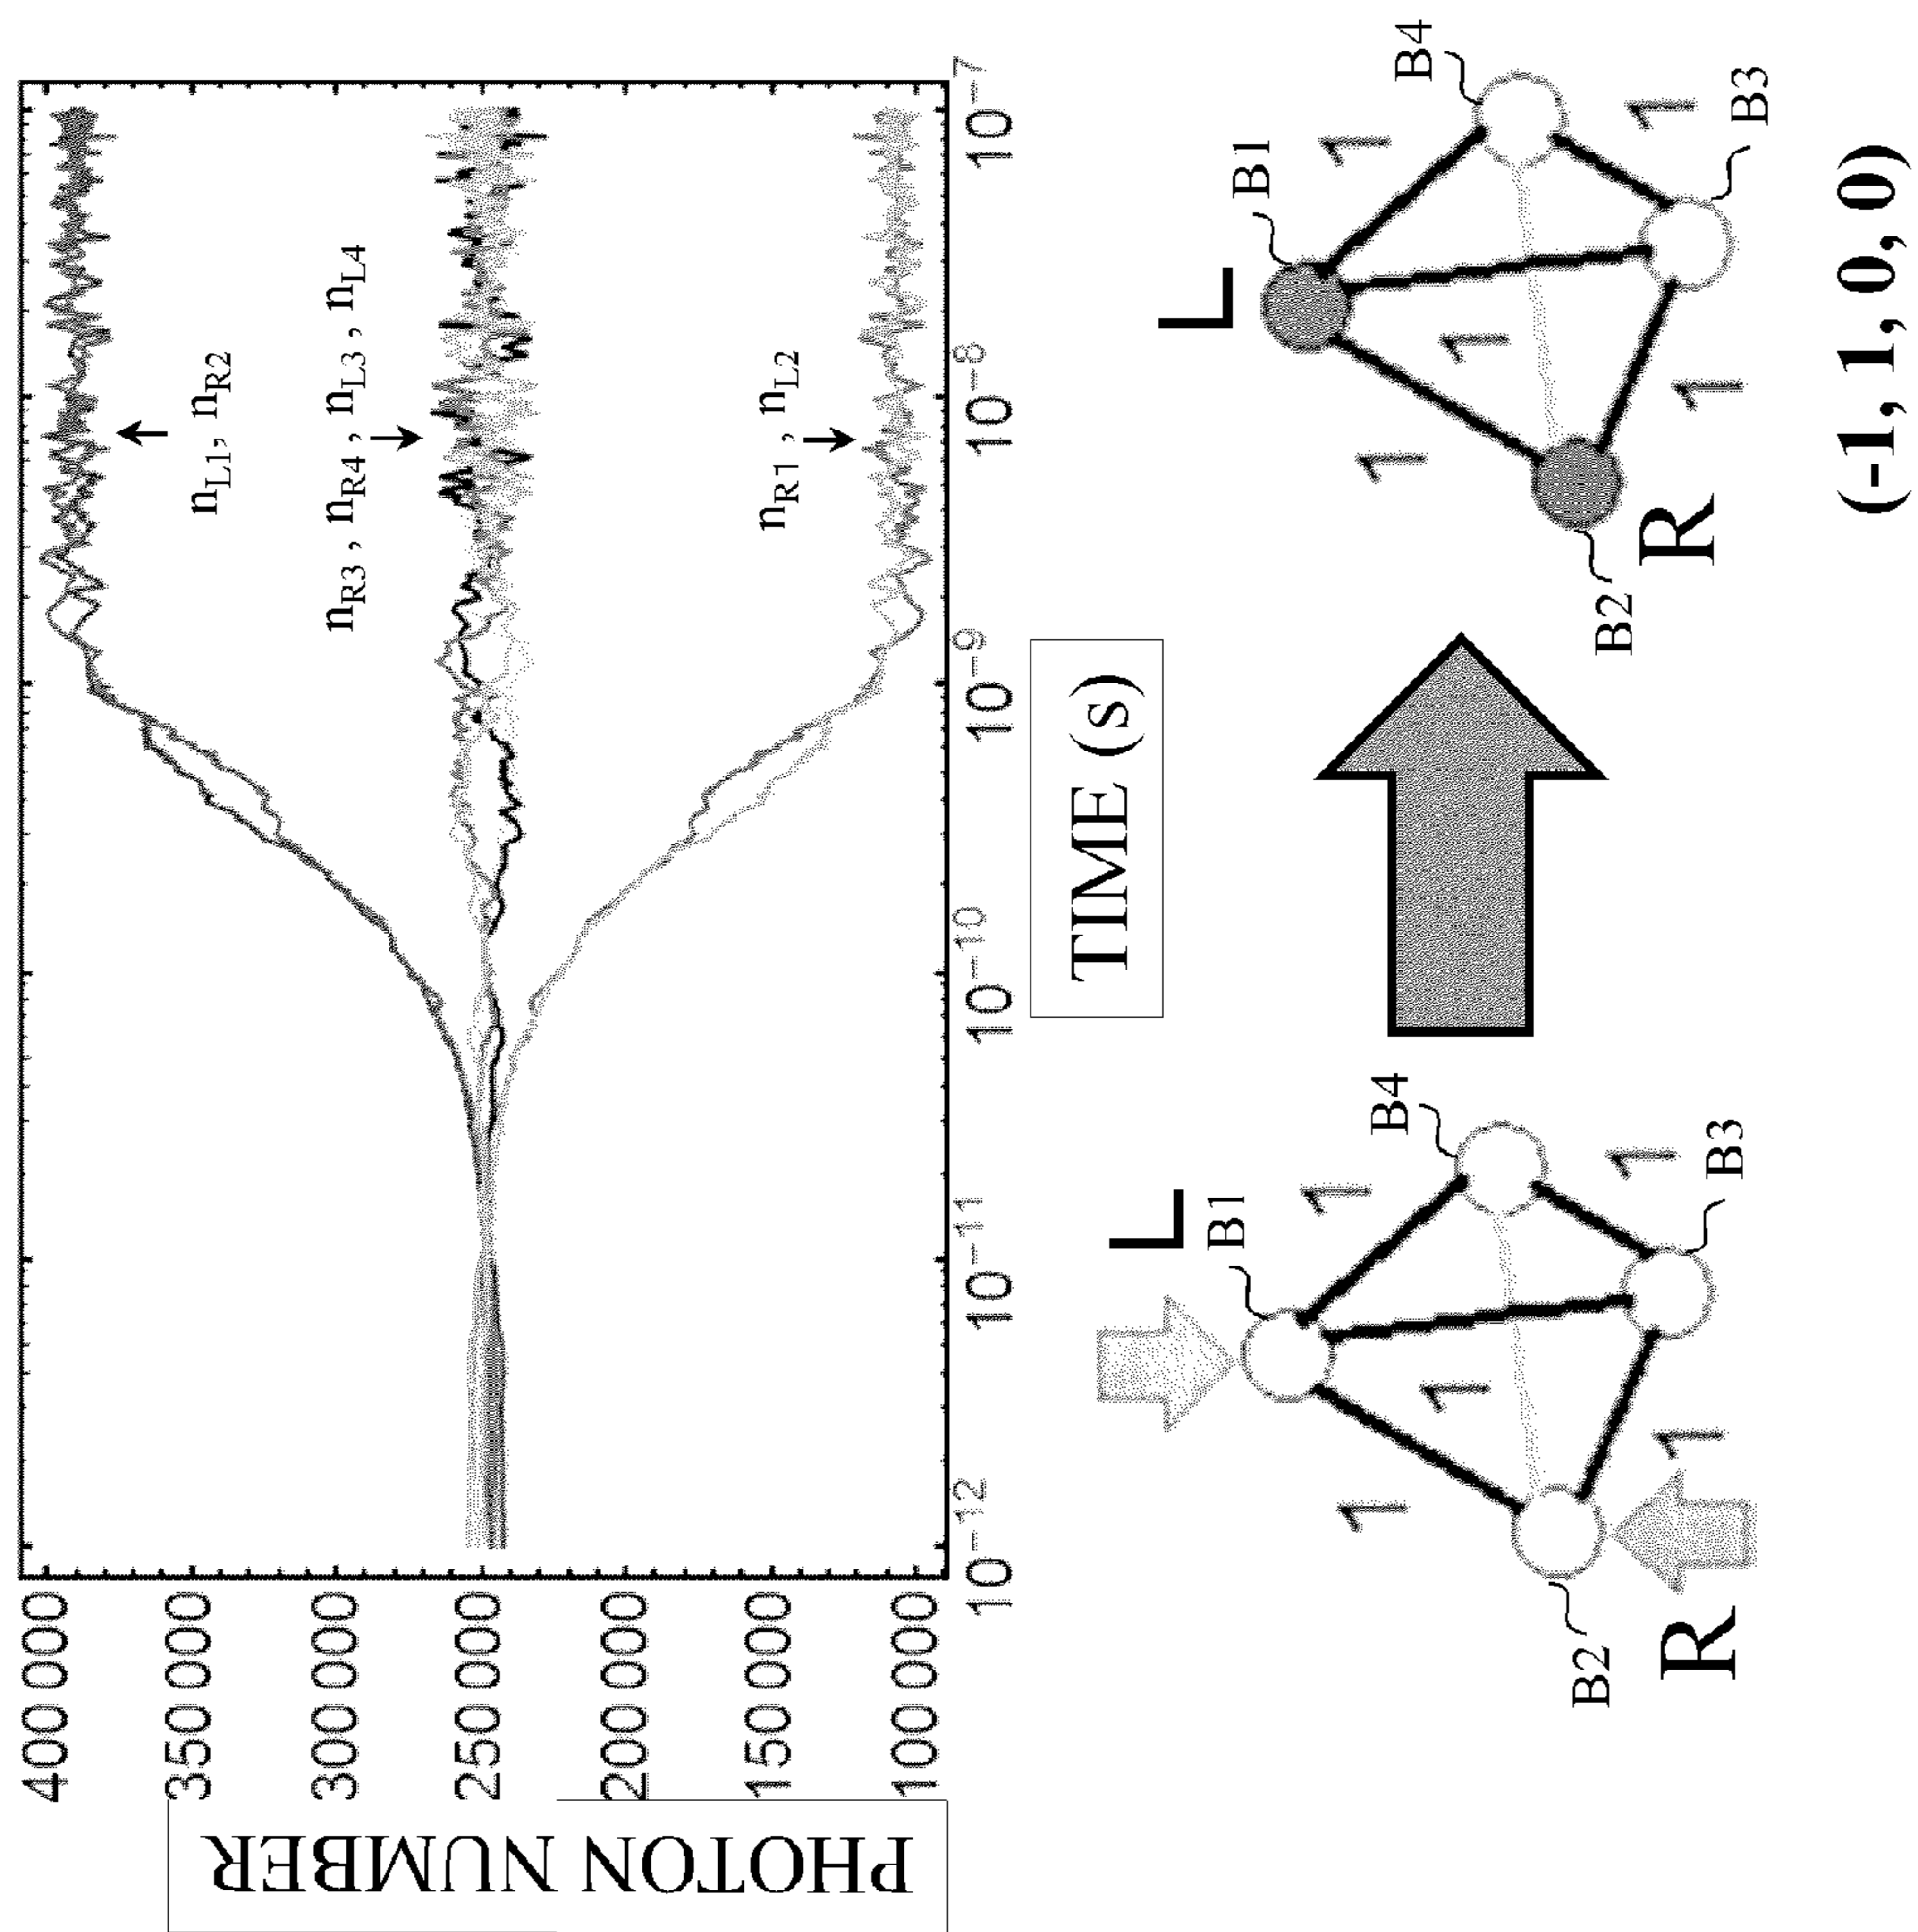 PHOTON NUMBER
400 000
350 000
300 000
250 000
200 000
150 000
100 000
n_L1, n_R2
n_R3, n_R4, n_L3, n_L4
n_R1, n_L2
10−12
10−11
10−10
10−9
10−8
10−7
TIME (s)
L
B1
B4
1
1
1
1
1
B2
B3
R
L
B1
B4
1
1
1
1
1
B2
B3
R
(-1, 1, 0, 0)